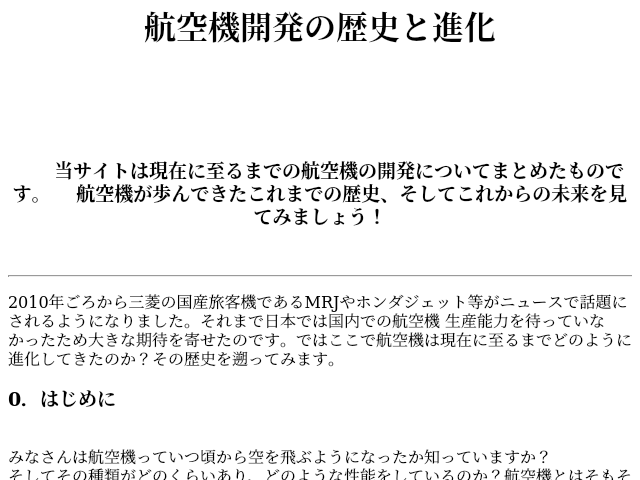 航空機開発の歴史と進化
当サイトは現在に至るまでの航空機の開発についてまとめたもので
す。　航空機が歩んできたこれまでの歴史、そしてこれからの未来を見
てみましょう！
2010年ごろから三菱の国産旅客機であるMRJやホンダジェット等がニュースで話題に
されるようになりました。それまで日本では国内での航空機 生産能力を待っていな
かったため大きな期待を寄せたのです。ではここで航空機は現在に至るまでどのように
進化してきたのか？その歴史を遡ってみます。
0．はじめに
みなさんは航空機っていつ頃から空を飛ぶようになったか知っていますか？
そしてその種類がどのくらいあり、どのような性能をしているのか？航空機とはそもそ